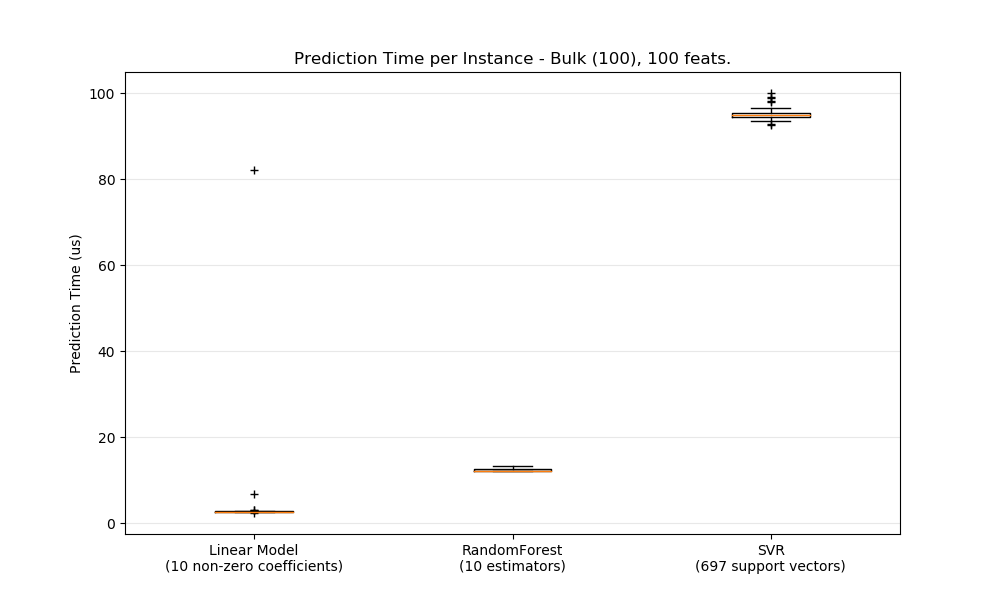 Prediction Time per Instance - Bulk (100), 100 feats.
Prediction Time (us)
100
80
60
40
20
0
Linear Model
(10 non-zero coefficients)
RandomForest
(10 estimators)
SVR
(697 support vectors)